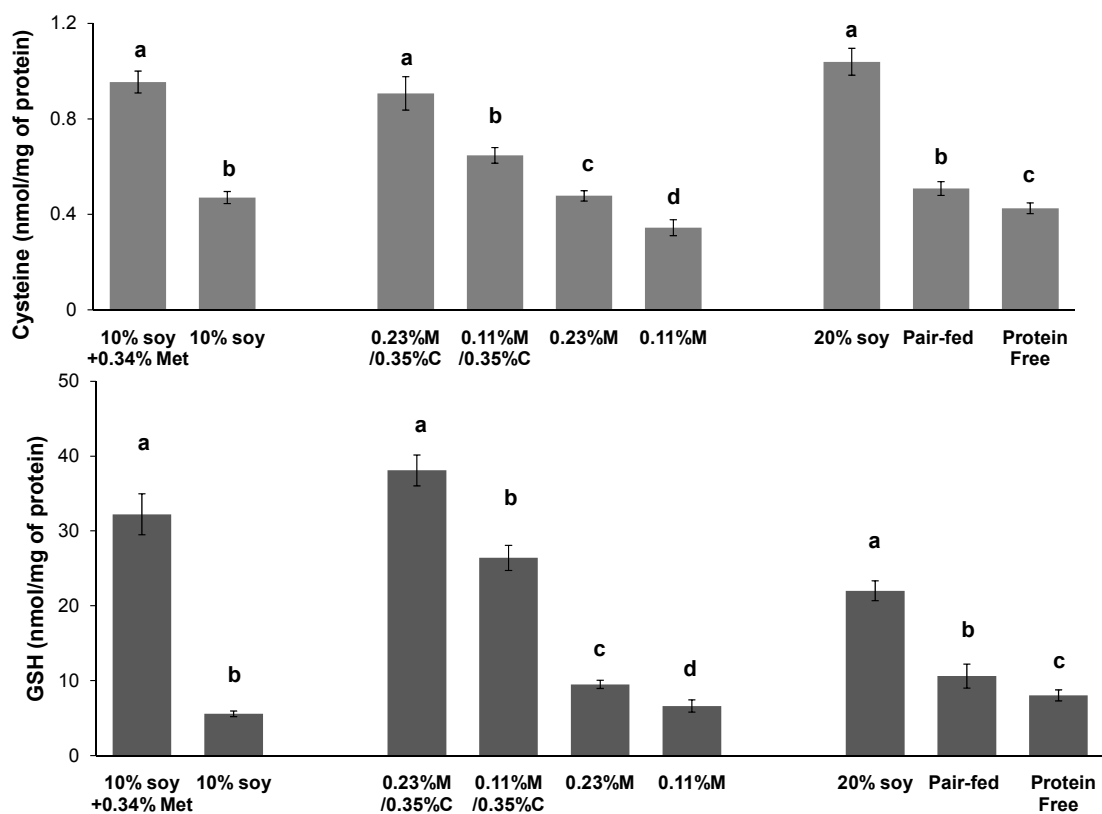 Cysteine (nmol/mg of protein)
1.2
0.8
0.4
0
a
b
a
b
c
d
a
b
c
10% soy
+0.34% Met
10% soy
0.23%M
/0.35%C
0.11%M
/0.35%C
0.23%M
0.11%M
20% soy
Pair-fed
Protein
Free
GSH (nmol/mg of protein)
50
40
30
20
10
0
a
b
a
b
c
d
a
b
c
10% soy
+0.34% Met
10% soy
0.23%M
/0.35%C
0.11%M
/0.35%C
0.23%M
0.11%M
20% soy
Pair-fed
Protein
Free